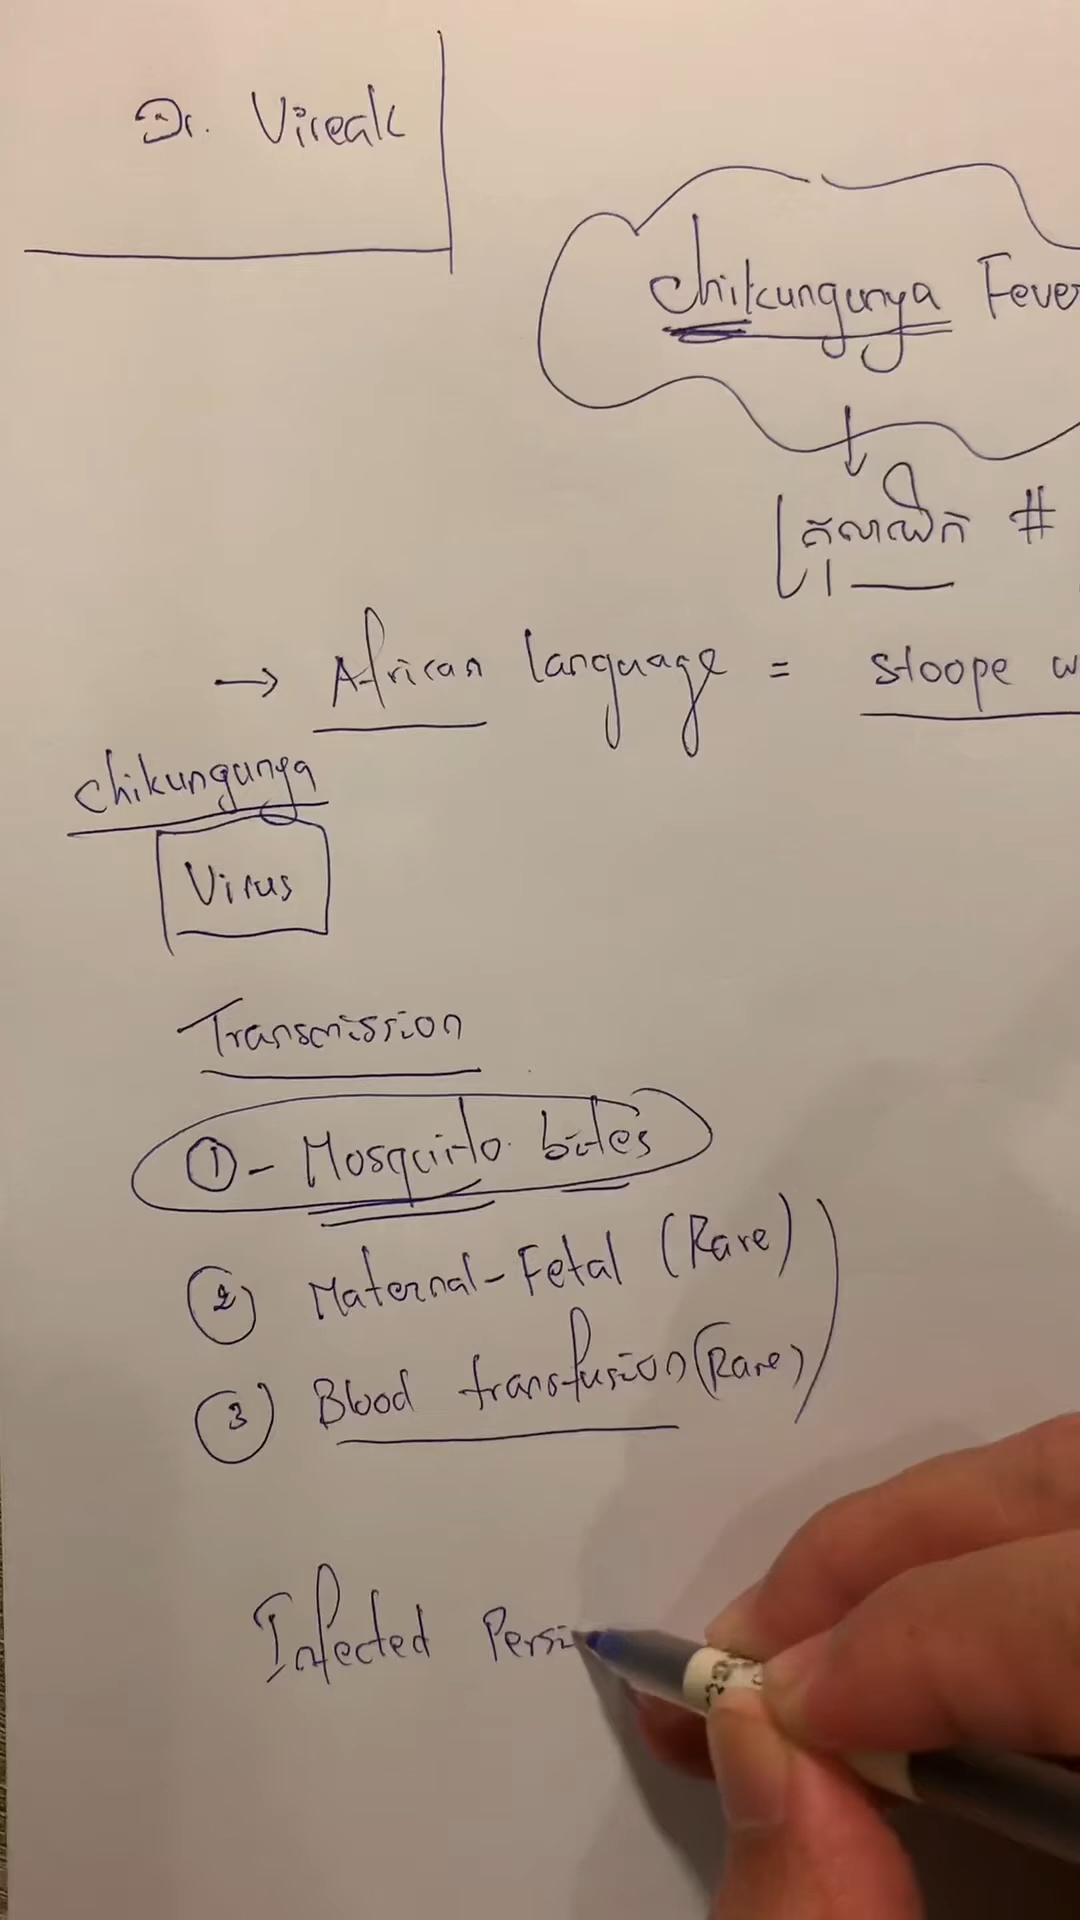 Dr. Vireak
Chikungunya Fever
គ្រុនឈឺក #
→ African language = stoope w
Chikungunya
Virus
Transmission
① - Mosquito bites
② Maternal-Fetal (Rare)
③ Blood transfusion (Rare)
Infected Perso